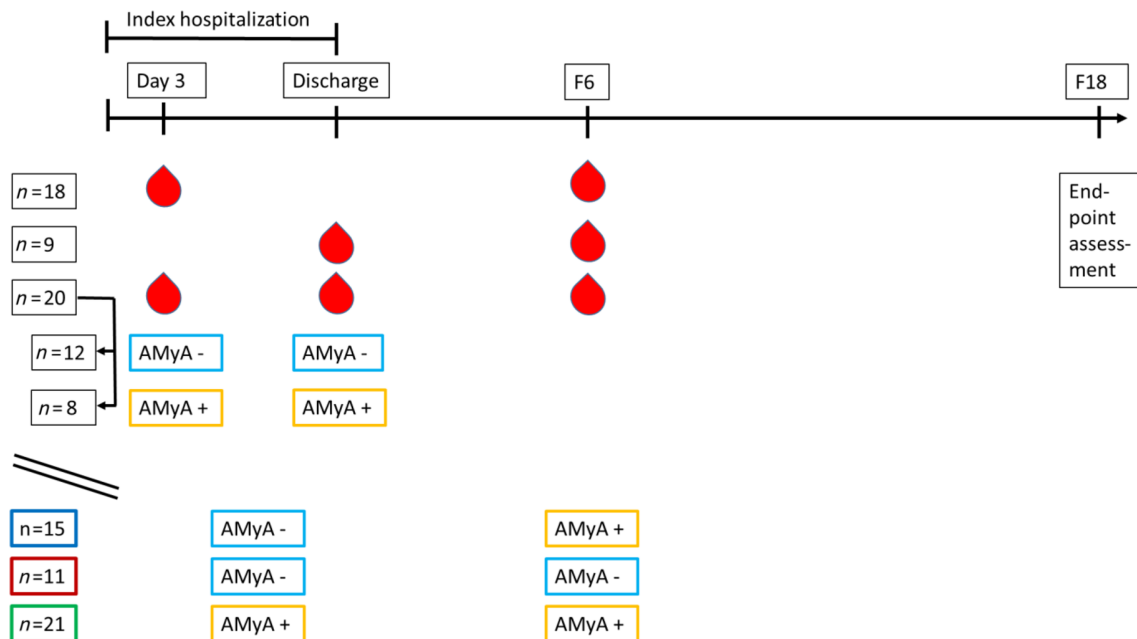 Index hospitalization
Day 3
Discharge
F6
F18
n=18
End-
point
assess-
ment
n=9
n=20
n=12
AMyA -
AMyA -
n=8
AMyA +
AMyA +
n=15
AMyA -
AMyA +
n=11
AMyA -
AMyA -
n=21
AMyA +
AMyA +